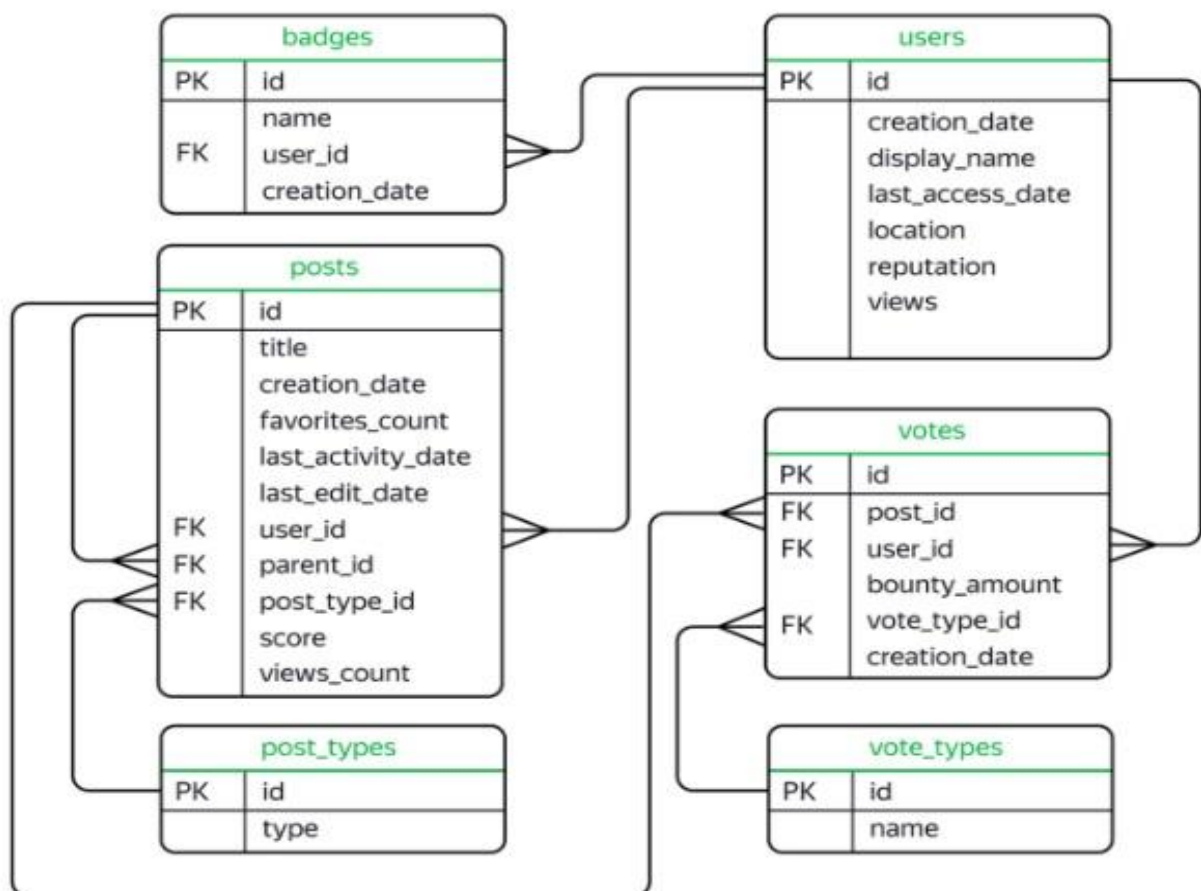 badges
PK id
name
FK user_id
creation_date
users
PK id
creation_date
display_name
last_access_date
location
reputation
views
posts
PK id
title
creation_date
favorites_count
last_activity_date
last_edit_date
FK user_id
FK parent_id
FK post_type_id
score
views_count
votes
PK id
FK post_id
FK user_id
bounty_amount
FK vote_type_id
creation_date
post_types
PK id
type
vote_types
PK id
name